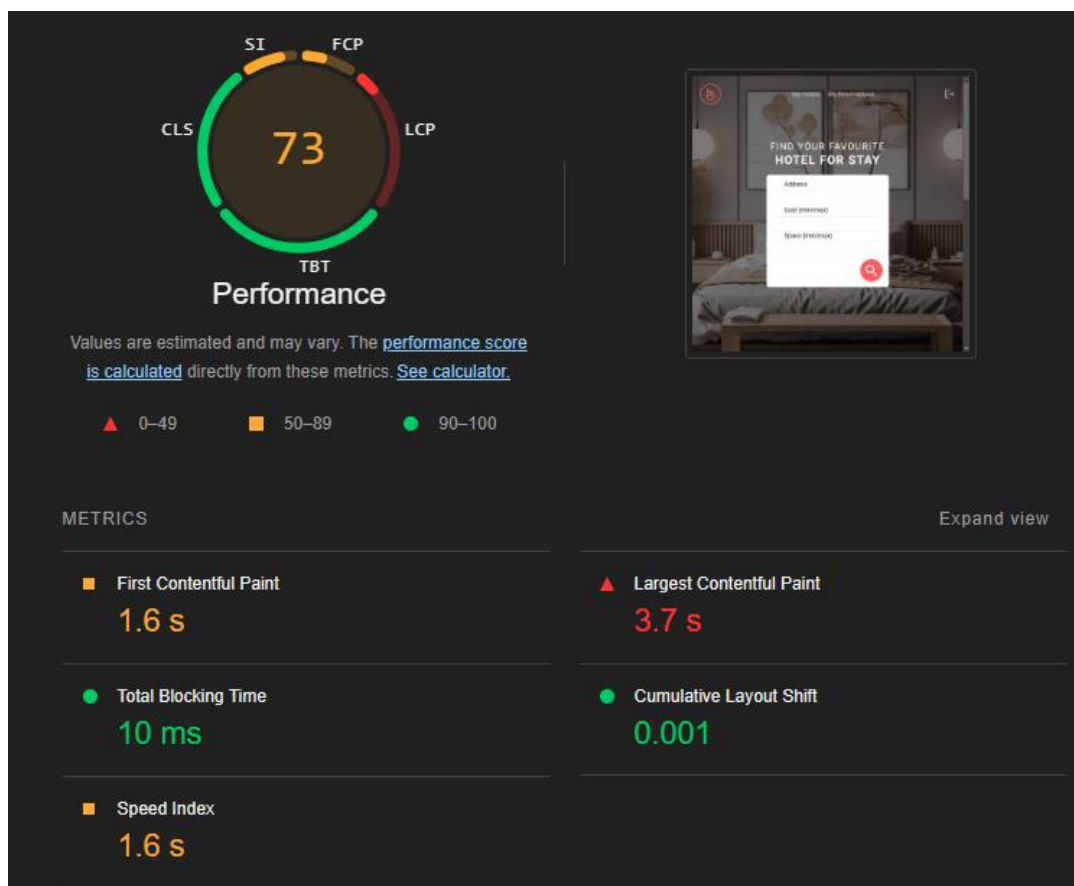 SI
FCP
CLS
LCP
73
TBT
Performance
Values are estimated and may vary. The performance score
is calculated directly from these metrics. See calculator.
0–49
50–89
90–100
FIND YOUR FAVOURITE
HOTEL FOR STAY
Address
METRICS
Expand view
First Contentful Paint
1.6 s
Largest Contentful Paint
3.7 s
Total Blocking Time
10 ms
Cumulative Layout Shift
0.001
Speed Index
1.6 s